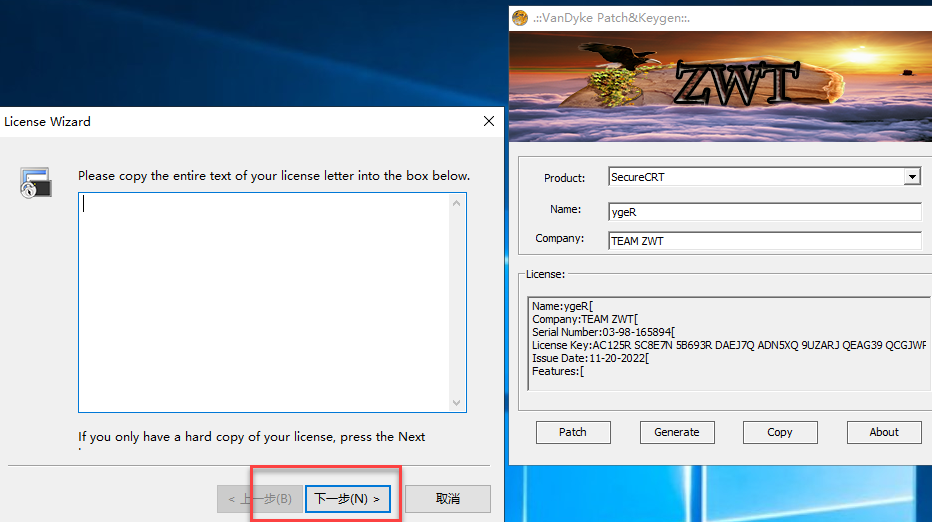 License Wizard
Please copy the entire text of your license letter into the box below.
If you only have a hard copy of your license, press the Next
< 上一步(B)
下一步(N) >
取消
.::VanDyke Patch&Keygen::.
ZWT
Product:
SecureCRT
Name:
ygeR
Company:
TEAM ZWT
License:
Name:ygeR[
Company:TEAM ZWT[
Serial Number:03-98-165894[
License Key:AC125R SC8E7N 5B693R DAEJ7Q ADN5XQ 9UZARJ QEAG39 QCGJWF
Issue Date:11-20-2022[
Features:[
Patch
Generate
Copy
About